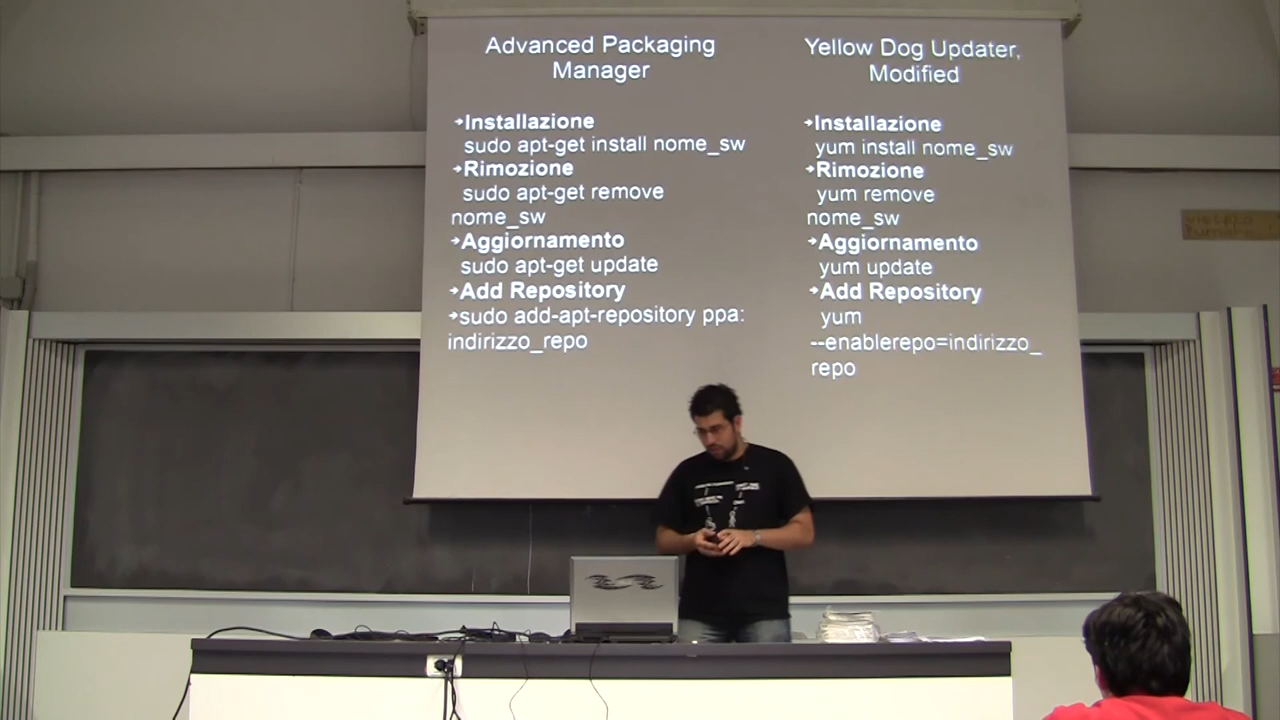 Advanced Packaging
Manager
➔Installazione
sudo apt-get install nome_sw
➔Rimozione
sudo apt-get remove
nome_sw
➔Aggiornamento
sudo apt-get update
➔Add Repository
➔sudo add-apt-repository ppa:
indirizzo_repo
Yellow Dog Updater,
Modified
➔Installazione
yum install nome_sw
➔Rimozione
yum remove
nome_sw
➔Aggiornamento
yum update
➔Add Repository
yum
--enablerepo=indirizzo_
repo